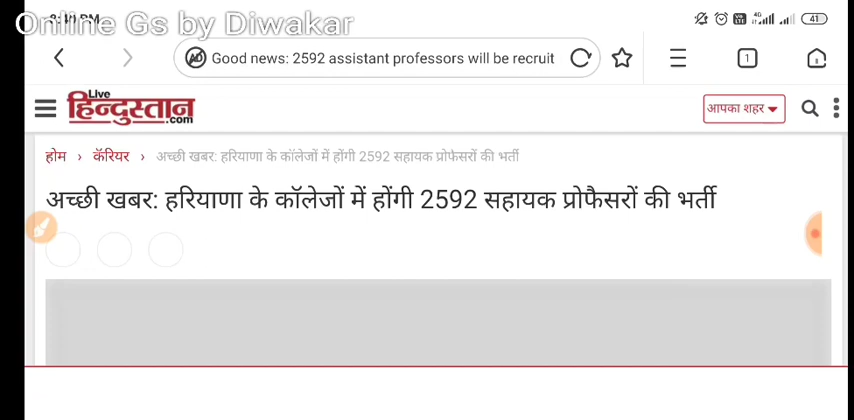 Online Gs by Diwakar
Good news: 2592 assistant professors will be recruit
Live
हिन्दुस्तान
.com
आपका शहर
होम › कॅरियर › अच्छी खबर: हरियाणा के कॉलेजों में होंगी 2592 सहायक प्रोफैसरों की भर्ती
अच्छी खबर: हरियाणा के कॉलेजों में होंगी 2592 सहायक प्रोफैसरों की भर्ती